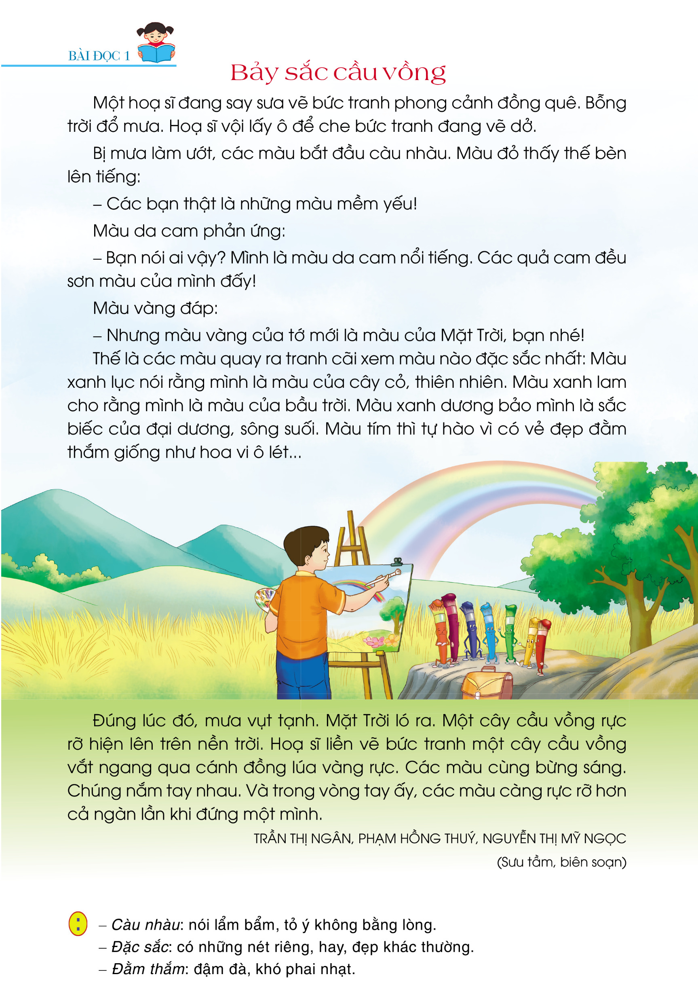 BÀI ĐỌC 1
Bảy sắc cầu vồng
Một hoạ sĩ đang say sưa vẽ bức tranh phong cảnh đồng quê. Bỗng
trời đổ mưa. Hoạ sĩ vội lấy ô để che bức tranh đang vẽ dở.
Bị mưa làm ướt, các màu bắt đầu càu nhàu. Màu đỏ thấy thế bèn
lên tiếng:
– Các bạn thật là những màu mềm yếu!
Màu da cam phản ứng:
– Bạn nói ai vậy? Mình là màu da cam nổi tiếng. Các quả cam đều
sơn màu của mình đấy!
Màu vàng đáp:
– Nhưng màu vàng của tớ mới là màu của Mặt Trời, bạn nhé!
Thế là các màu quay ra tranh cãi xem màu nào đặc sắc nhất: Màu
xanh lục nói rằng mình là màu của cây cỏ, thiên nhiên. Màu xanh lam
cho rằng mình là màu của bầu trời. Màu xanh dương bảo mình là sắc
biếc của đại dương, sông suối. Màu tím thì tự hào vì có vẻ đẹp đằm
thắm giống như hoa vi ô lét...
Đúng lúc đó, mưa vụt tạnh. Mặt Trời ló ra. Một cây cầu vồng rực
rỡ hiện lên trên nền trời. Hoạ sĩ liền vẽ bức tranh một cây cầu vồng
vắt ngang qua cánh đồng lúa vàng rực. Các màu cùng bừng sáng.
Chúng nắm tay nhau. Và trong vòng tay ấy, các màu càng rực rỡ hơn
cả ngàn lần khi đứng một mình.
TRẦN THỊ NGÂN, PHẠM HỒNG THUÝ, NGUYỄN THỊ MỸ NGỌC
(Sưu tầm, biên soạn)
– Càu nhàu: nói lẩm bẩm, tỏ ý không bằng lòng.
– Đặc sắc: có những nét riêng, hay, đẹp khác thường.
– Đằm thắm: đậm đà, khó phai nhạt.